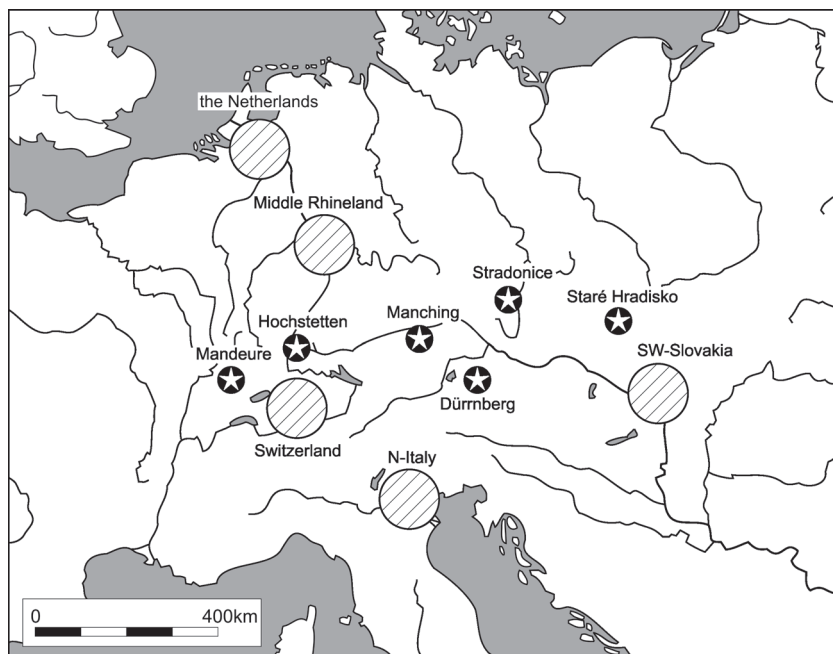 the Netherlands
Middle Rhineland
Stradonice
Staré Hradisko
Manching
Hochstetten
Mandeure
SW-Slovakia
Dürrnberg
Switzerland
N-Italy
0 400km